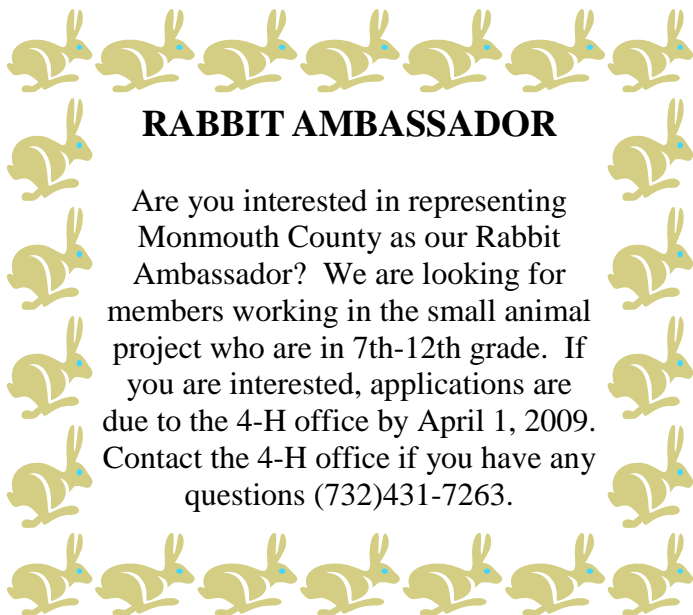 RABBIT AMBASSADOR
Are you interested in representing
Monmouth County as our Rabbit
Ambassador?  We are looking for
members working in the small animal
project who are in 7th-12th grade.  If
you are interested, applications are
due to the 4-H office by April 1, 2009.
Contact the 4-H office if you have any
questions (732)431-7263.